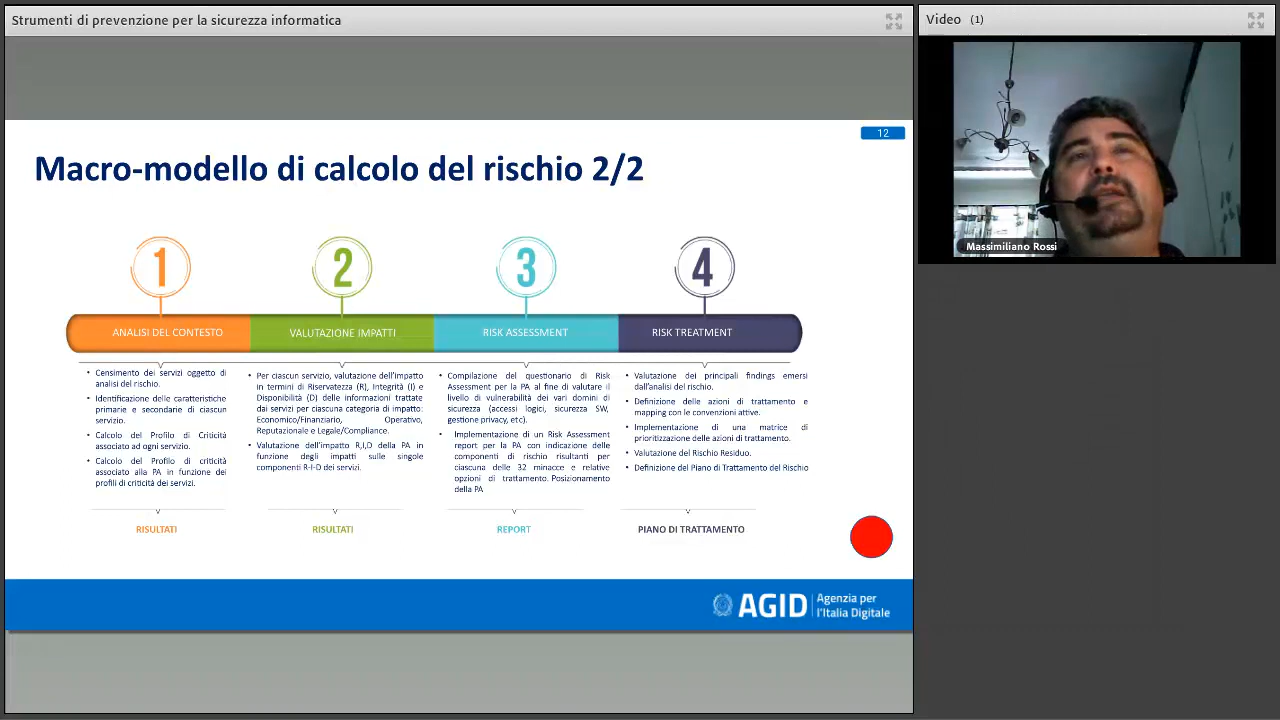 Strumenti di prevenzione per la sicurezza informatica
Video (1)
12
Macro-modello di calcolo del rischio 2/2
Massimiliano Rossi
1
2
3
4
ANALISI DEL CONTESTO
VALUTAZIONE IMPATTI
RISK ASSESSMENT
RISK TREATMENT
• Censimento dei servizi oggetto di
analisi del rischio.
• Identificazione delle caratteristiche
primarie e secondarie di ciascun
servizio.
• Calcolo del Profilo di Criticità
associato ad ogni servizio.
• Calcolo del Profilo di criticità
associato alla PA in funzione dei
profili di criticità dei servizi.
• Per ciascun servizio, valutazione dell'impatto
in termini di Riservatezza (R), Integrità (I) e
Disponibilità (D) delle informazioni trattate
dai servizi per ciascuna categoria di impatto:
Economico/Finanziario, Operativo,
Reputazionale e Legale/Compliance.
• Valutazione dell'impatto R,I,D della PA in
funzione degli impatti sulle singole
componenti R-I-D dei servizi.
• Compilazione del questionario di Risk
Assessment per la PA al fine di valutare il
livello di vulnerabilità dei vari domini di
sicurezza (accessi logici, sicurezza SW,
gestione privacy, etc).
• Implementazione di un Risk Assessment
report per la PA con indicazione delle
componenti di rischio risultanti per
ciascuna delle 32 minacce e relative
opzioni di trattamento. Posizionamento
della PA
• Valutazione dei principali findings emersi
dall'analisi del rischio.
• Definizione delle azioni di trattamento e
mapping con le convenzioni attive.
• Implementazione di una matrice di
prioritizzazione delle azioni di trattamento.
• Valutazione del Rischio Residuo.
• Definizione del Piano di Trattamento del Rischio
RISULTATI
RISULTATI
REPORT
PIANO DI TRATTAMENTO
AGID
Agenzia per
l'Italia Digitale